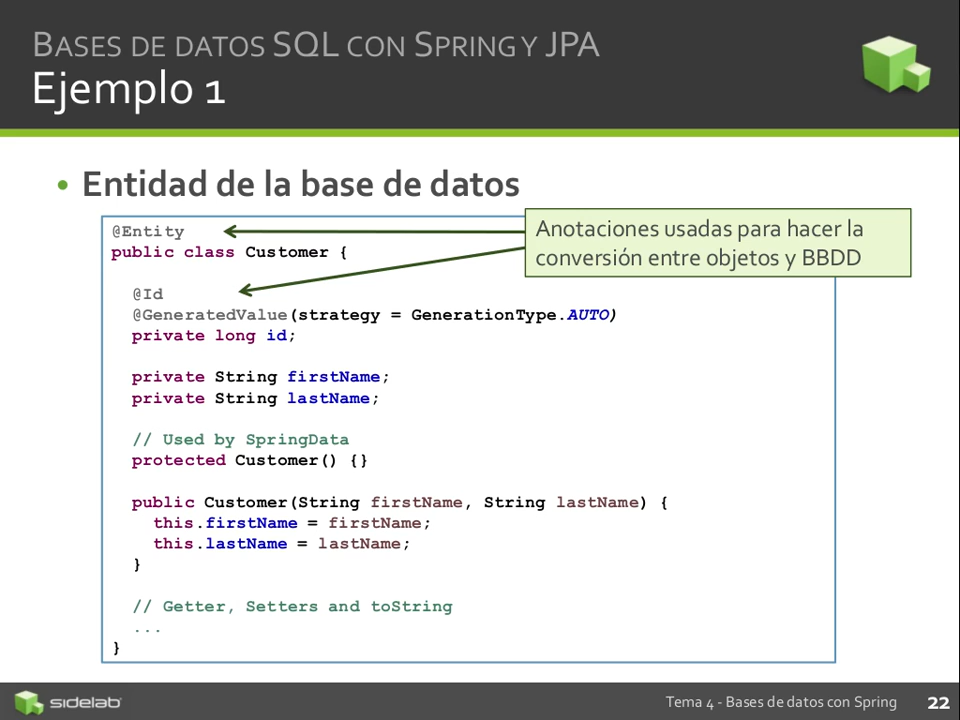 BASES DE DATOS SQL CON SPRING Y JPA
Ejemplo 1
• Entidad de la base de datos
Anotaciones usadas para hacer la
conversión entre objetos y BBDD
@Entity
public class Customer {
@Id
@GeneratedValue(strategy = GenerationType.AUTO)
private long id;
private String firstName;
private String lastName;
// Used by SpringData
protected Customer() {}
public Customer(String firstName, String lastName) {
this.firstName = firstName;
this.lastName = lastName;
}
// Getter, Setters and toString
...
}
sidelab
Tema 4 - Bases de datos con Spring 22